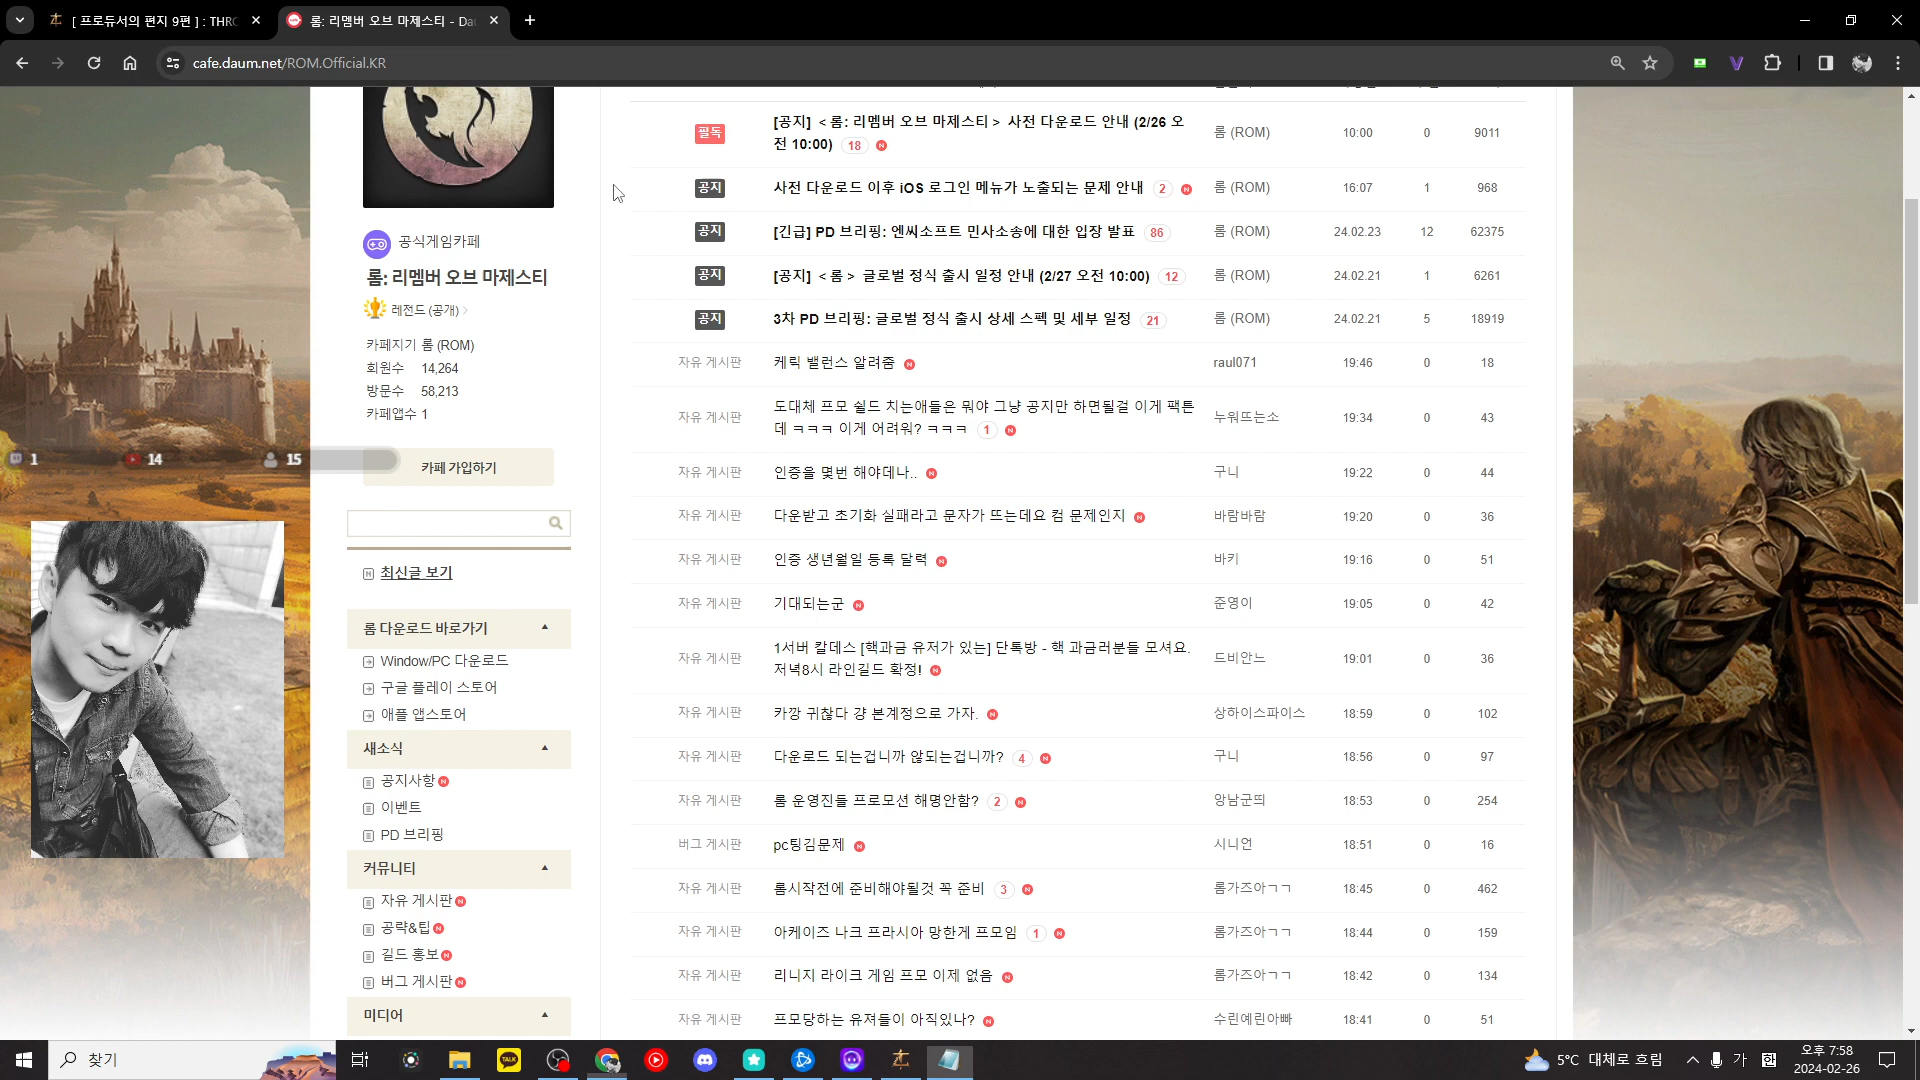 [ 프로듀서의 편지 9편 ] : THRO
롬: 리멤버 오브 마제스티 - Dau
cafe.daum.net/ROM.Official.KR
공식게임카페
롬: 리멤버 오브 마제스티
레전드 (공개)
카페지기 롬 (ROM)
회원수 14,264
방문수 58,213
카페앱수 1
1 14 15
카페 가입하기
최신글 보기
롬 다운로드 바로가기
Window/PC 다운로드
구글 플레이 스토어
애플 앱스토어
새소식
공지사항 N
이벤트
PD 브리핑
커뮤니티
자유 게시판 N
공략&팁 N
길드 홍보 N
버그 게시판 N
미디어
필독 [공지] < 롬: 리멤버 오브 마제스티 > 사전 다운로드 안내 (2/26 오 롬 (ROM) 10:00 0 9011
전 10:00) 18 N
공지 사전 다운로드 이후 iOS 로그인 메뉴가 노출되는 문제 안내 2 N 롬 (ROM) 16:07 1 968
공지 [긴급] PD 브리핑: 엔씨소프트 민사소송에 대한 입장 발표 86 롬 (ROM) 24.02.23 12 62375
공지 [공지] < 롬 > 글로벌 정식 출시 일정 안내 (2/27 오전 10:00) 12 롬 (ROM) 24.02.21 1 6261
공지 3차 PD 브리핑: 글로벌 정식 출시 상세 스펙 및 세부 일정 21 롬 (ROM) 24.02.21 5 18919
자유 게시판 케릭 밸런스 알려줌 N raul071 19:46 0 18
자유 게시판 도대체 프모 쉴드 치는애들은 뭐야 그냥 공지만 하면될걸 이게 팩튼 누워뜨는소 19:34 0 43
데 ㅋㅋㅋ 이게 어려워? ㅋㅋㅋ 1 N
자유 게시판 인증을 몇번 해야데나.. N 구니 19:22 0 44
자유 게시판 다운받고 초기화 실패라고 문자가 뜨는데요 컴 문제인지 N 바람바람 19:20 0 36
자유 게시판 인증 생년월일 등록 달력 N 바키 19:16 0 51
자유 게시판 기대되는군 N 준영이 19:05 0 42
자유 게시판 1서버 칼데스 [핵과금 유저가 있는] 단톡방 - 핵 과금러분들 모셔요. 드비안느 19:01 0 36
저녁8시 라인길드 확정! N
자유 게시판 카깡 귀찮다 걍 본계정으로 가자. N 상하이스파이스 18:59 0 102
자유 게시판 다운로드 되는겁니까 않되는겁니까? 4 N 구니 18:56 0 97
자유 게시판 롬 운영진들 프로모션 해명안함? 2 N 앙남군띄 18:53 0 254
버그 게시판 pc팅김문제 N 시니연 18:51 0 16
자유 게시판 롬시작전에 준비해야될것 꼭 준비 3 N 롬가즈아ㄱㄱ 18:45 0 462
자유 게시판 아케이즈 나크 프라시아 망한게 프모임 1 N 롬가즈아ㄱㄱ 18:44 0 159
자유 게시판 리니지 라이크 게임 프모 이제 없음 N 롬가즈아ㄱㄱ 18:42 0 134
자유 게시판 프모당하는 유져들이 아직있나? N 수린예린아빠 18:41 0 51
찾기
TALK
5°C 대체로 흐림
가
한
오후 7:58
2024-02-26